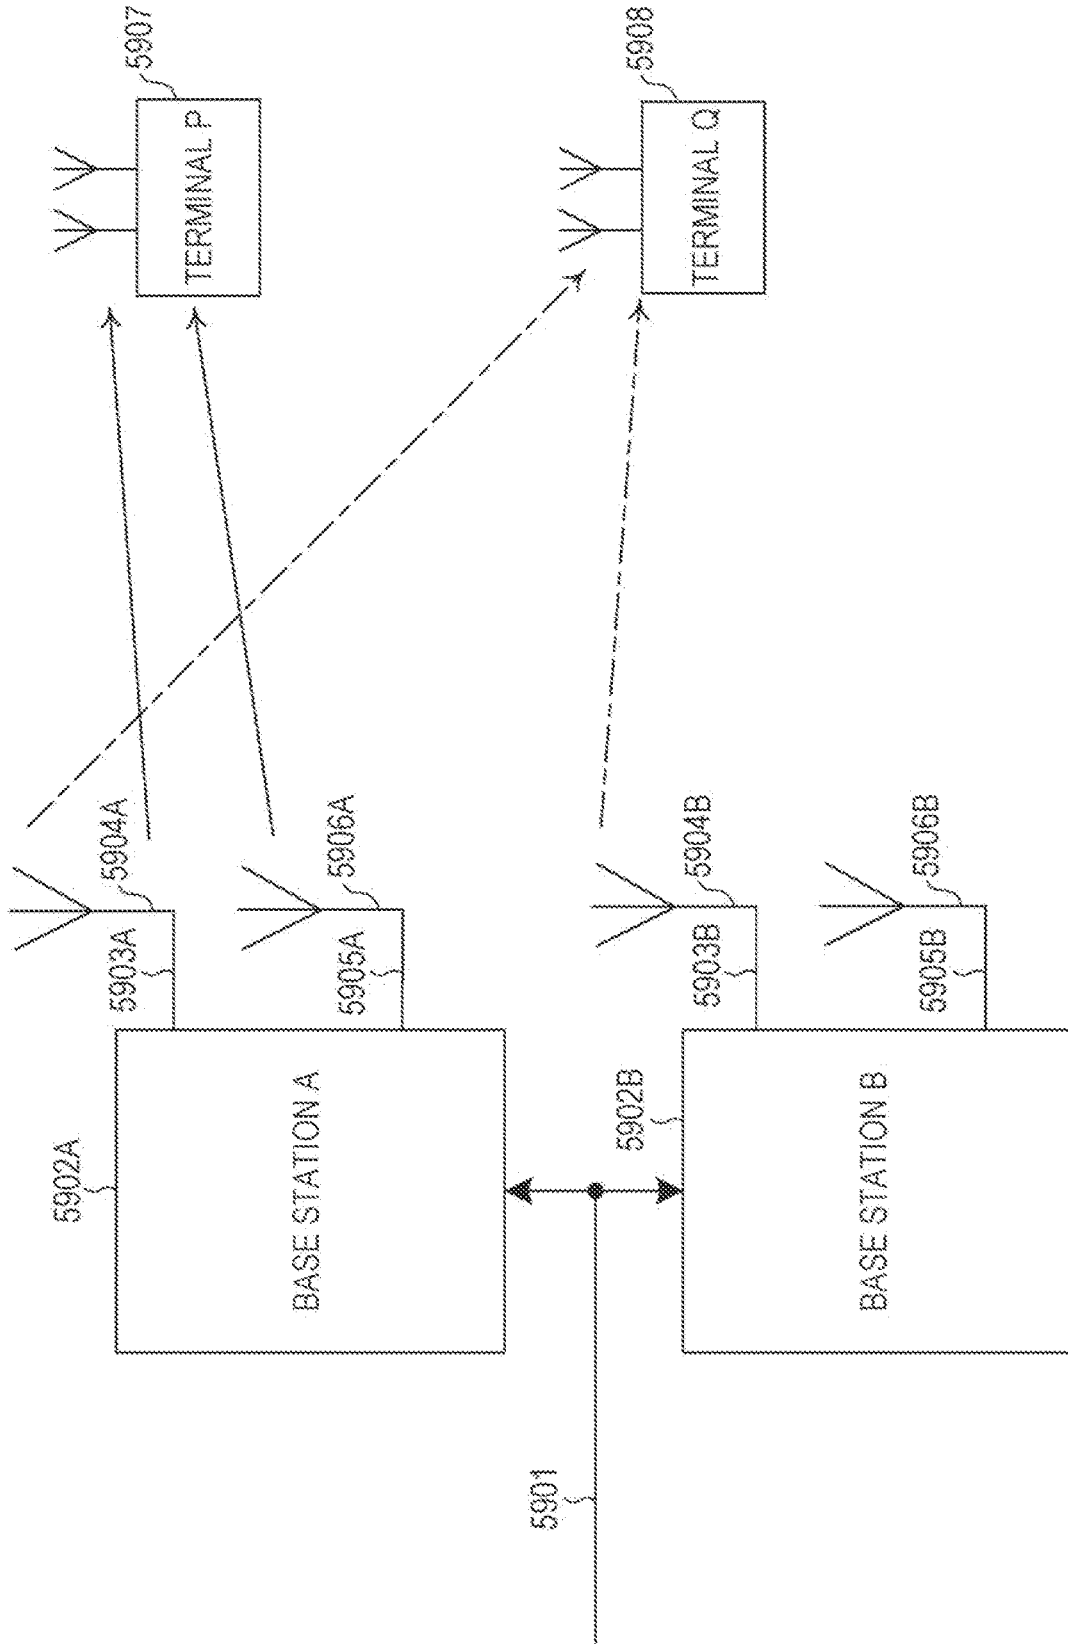 5901
5902A
BASE STATION A
5903A
5904A
5905A
5906A
5902B
BASE STATION B
5903B
5904B
5905B
5906B
5907
TERMINAL P
5908
TERMINAL Q